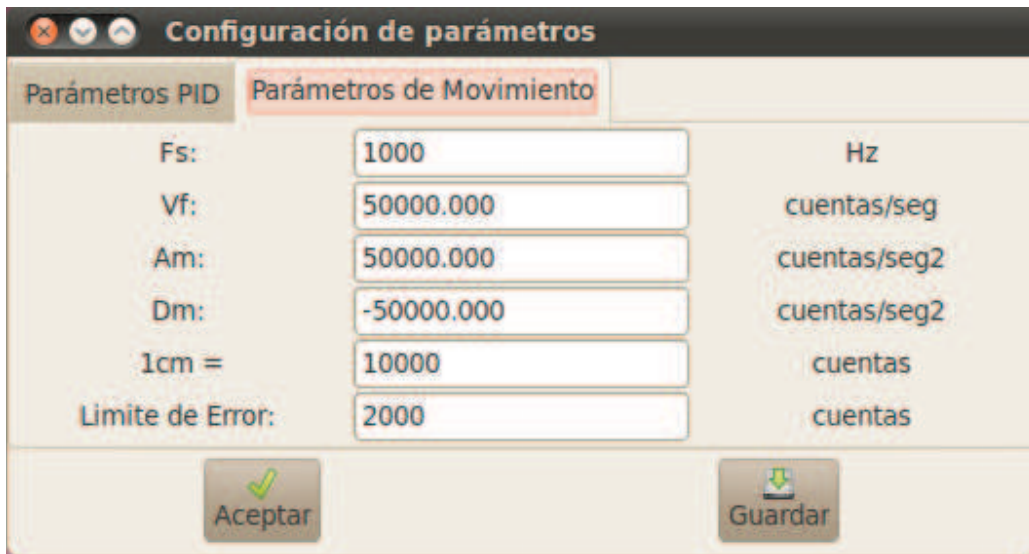 Configuración de parámetros
Parámetros PID Parámetros de Movimiento
Fs: 1000 Hz
Vf: 50000.000 cuentas/seg
Am: 50000.000 cuentas/seg2
Dm: -50000.000 cuentas/seg2
1cm = 10000 cuentas
Limite de Error: 2000 cuentas
Aceptar Guardar